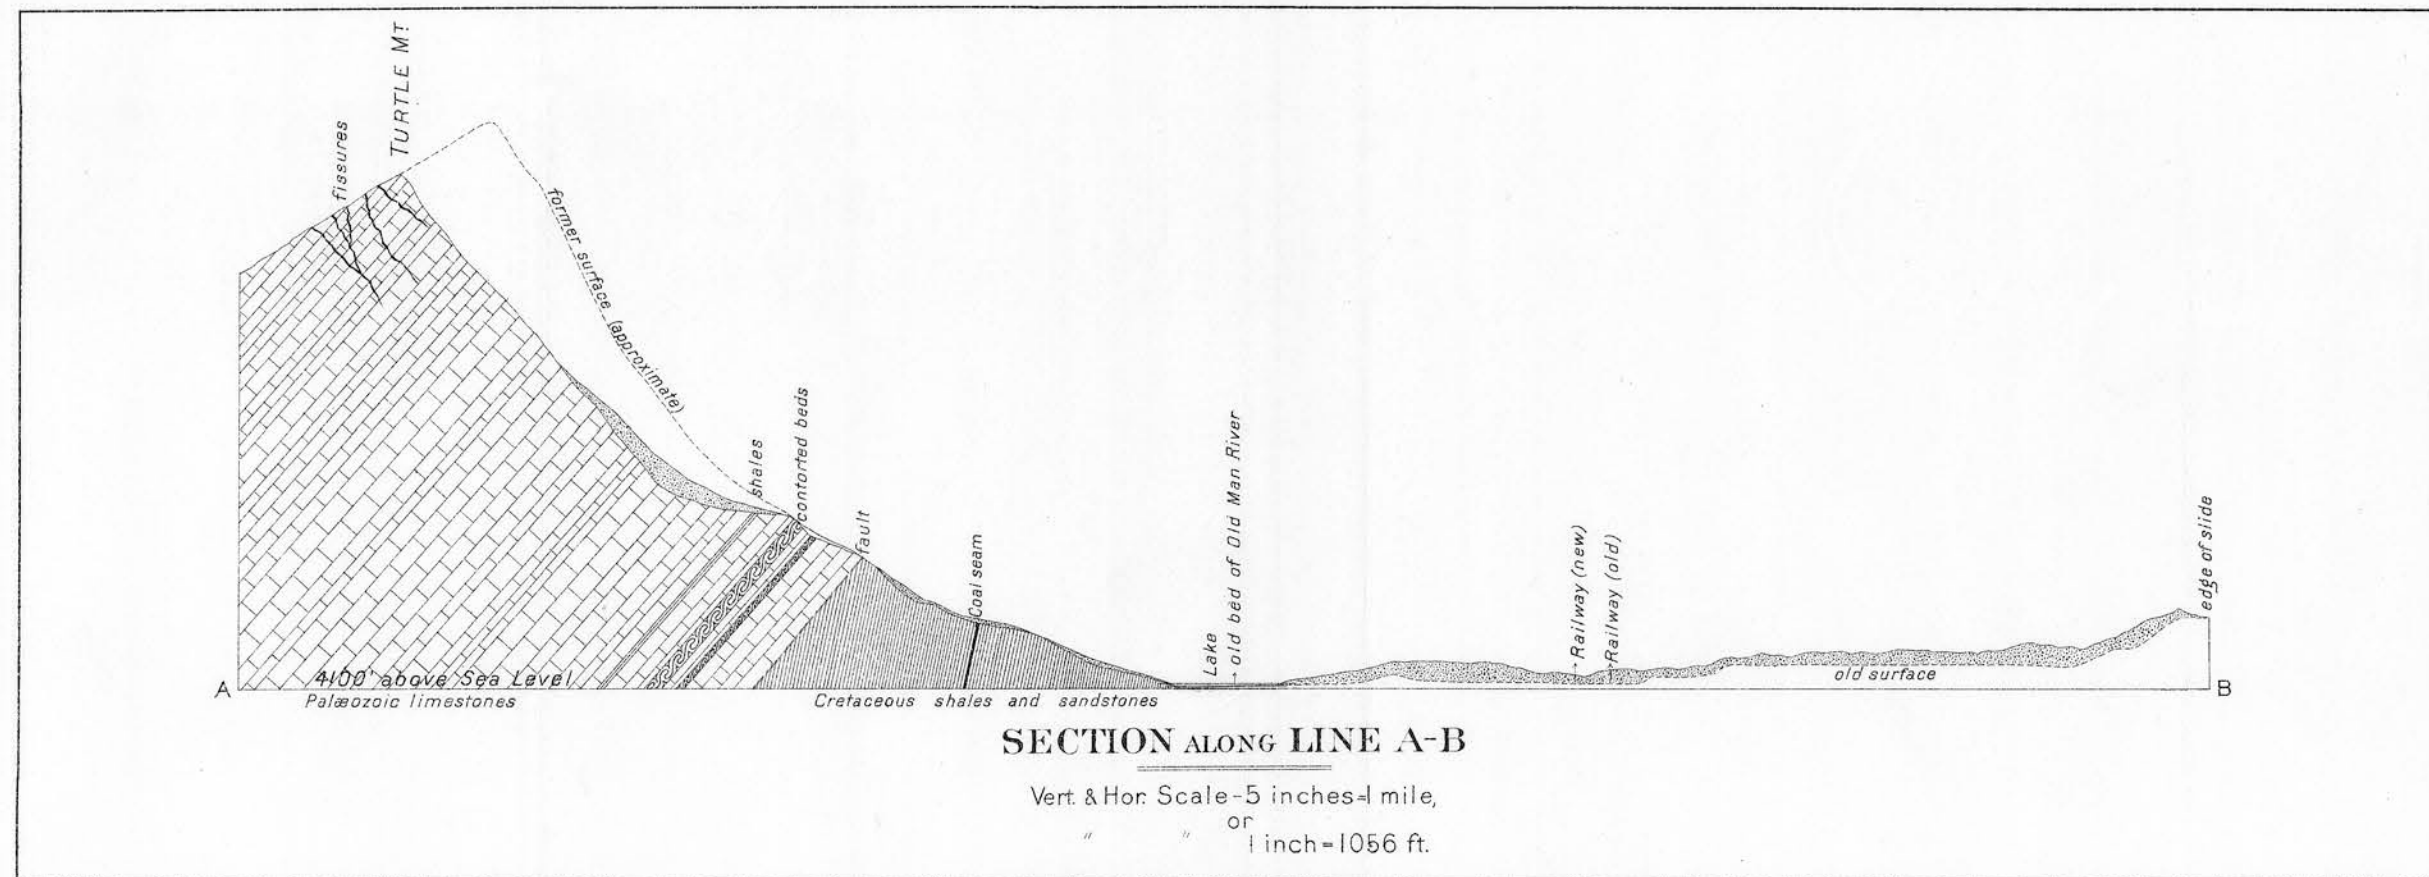 TURTLE MT
fissures
former surface (approximate)
shales
contorted beds
fault
Coal seam
Lake
old bed of Old Man River
Railway (new)
Railway (old)
edge of slide
A
4100' above Sea Level
old surface
B
Palæozoic limestones
Cretaceous shales and sandstones
SECTION ALONG LINE A-B
Vert. & Hor. Scale-5 inches=1 mile,
or
" " 1 inch=1056 ft.